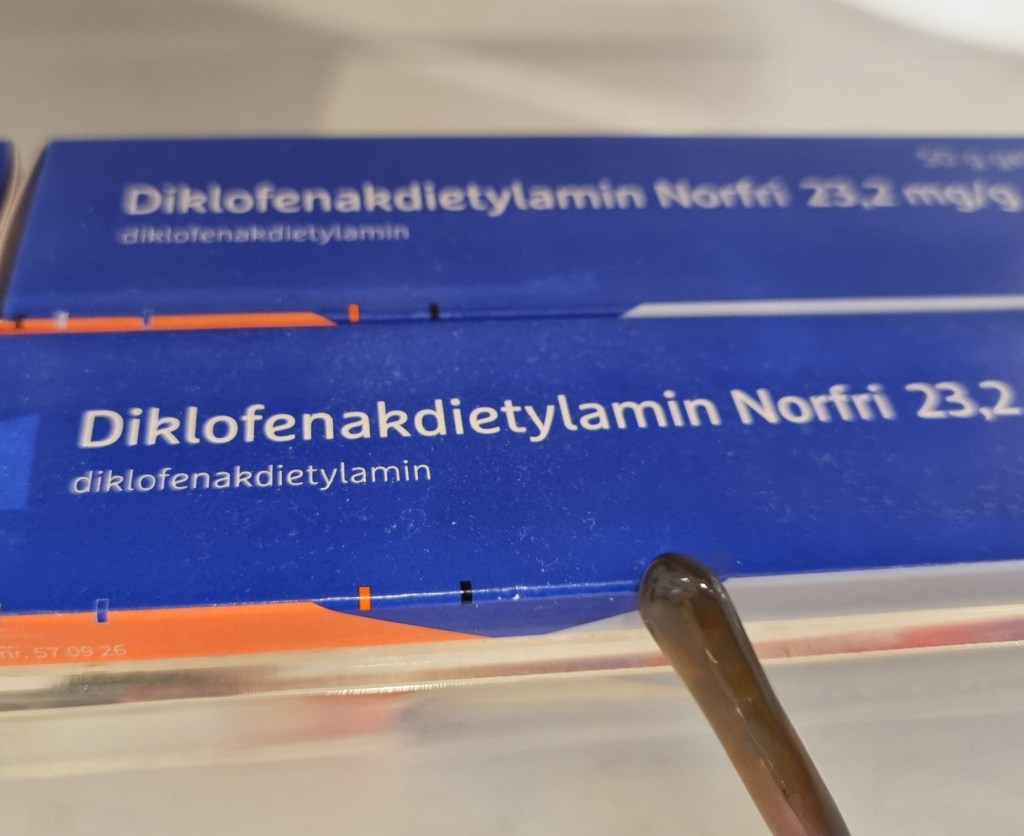 50 g gel
Diklofenakdietylamin Norfri 23,2 mg/g
diklofenakdietylamin
Diklofenakdietylamin Norfri 23,2
diklofenakdietylamin
nr. 57 09 26